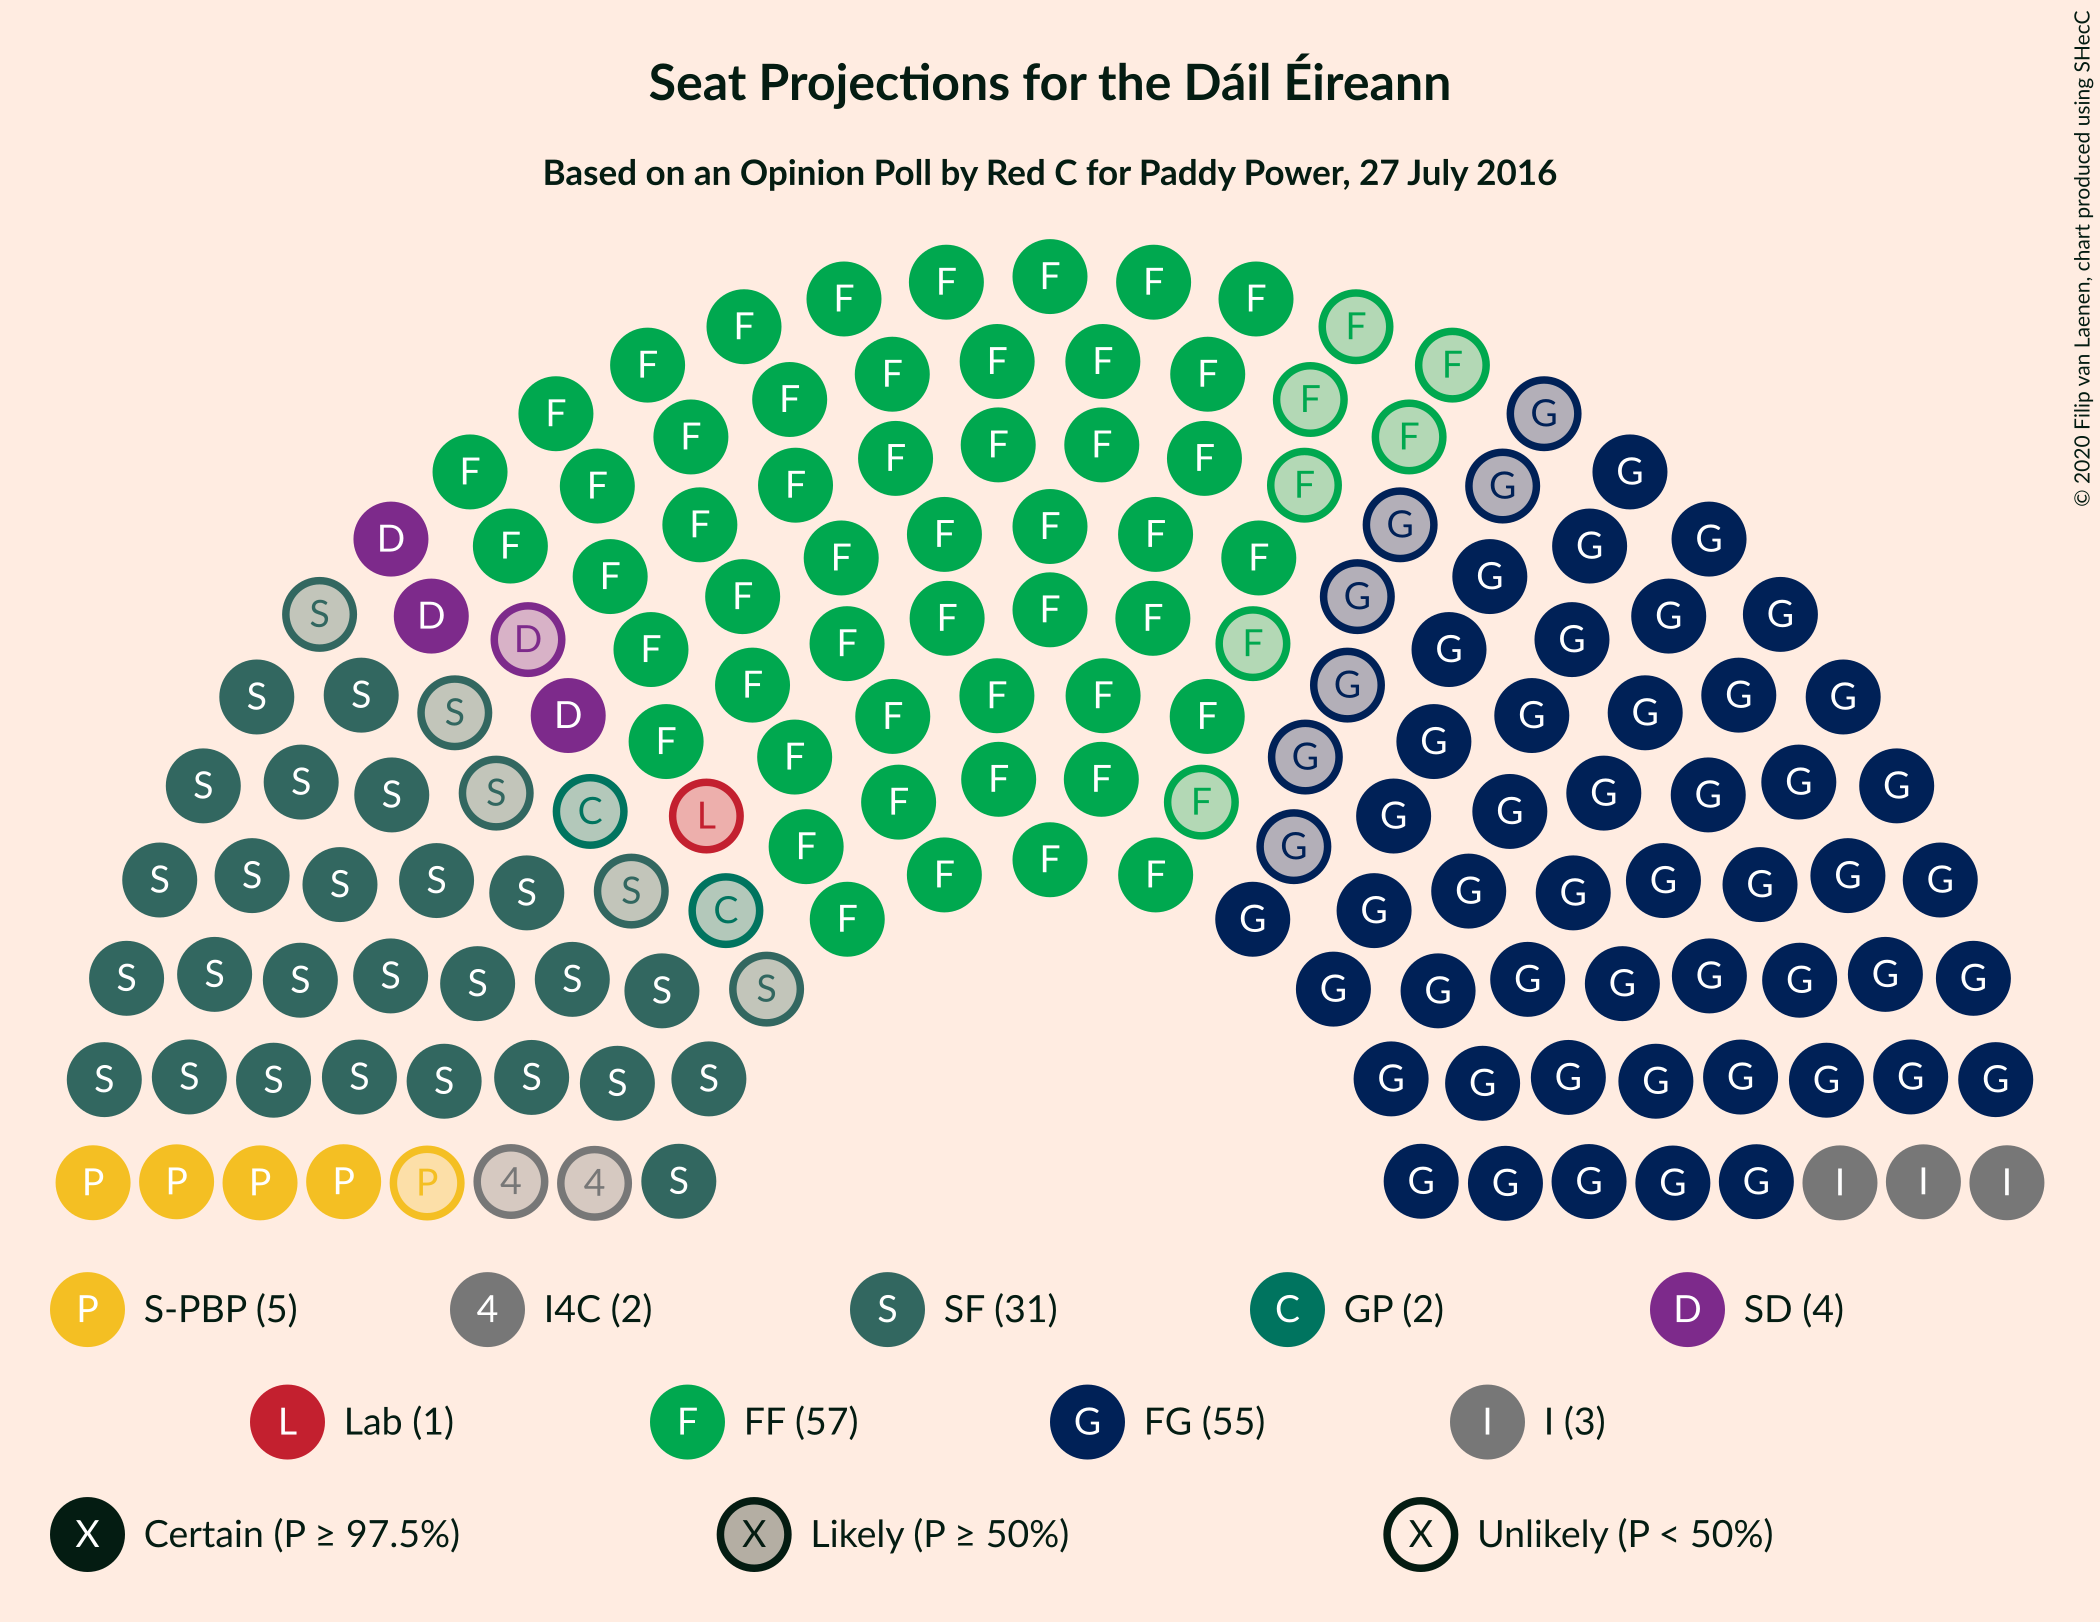 Seat Projections for the Dáil Éireann
Based on an Opinion Poll by Red C for Paddy Power, 27 July 2016
© 2020 Filip van Laenen, chart produced using SHecC
F F F F F
F F F F
F F F F F F F F
F F F F G
F F F F F F F F G G
F F F F F G G
D F F F F F F G G G
S D D F F F F F F F G G G G G
S S S D F F F F F F G G G G G G
S S S S C L F F F F F F G G G G G G G G
S S S S S S C F F F F F G G G G G G G G G
S S S S S S S S G G G G G G G G
S S S S S S S S G G G G G G G G
P P P P P 4 4 S G G G G G I I I
P S-PBP (5) 4 I4C (2) S SF (31) C GP (2) D SD (4)
L Lab (1) F FF (57) G FG (55) I I (3)
X Certain (P ≥ 97.5%) X Likely (P ≥ 50%) X Unlikely (P < 50%)